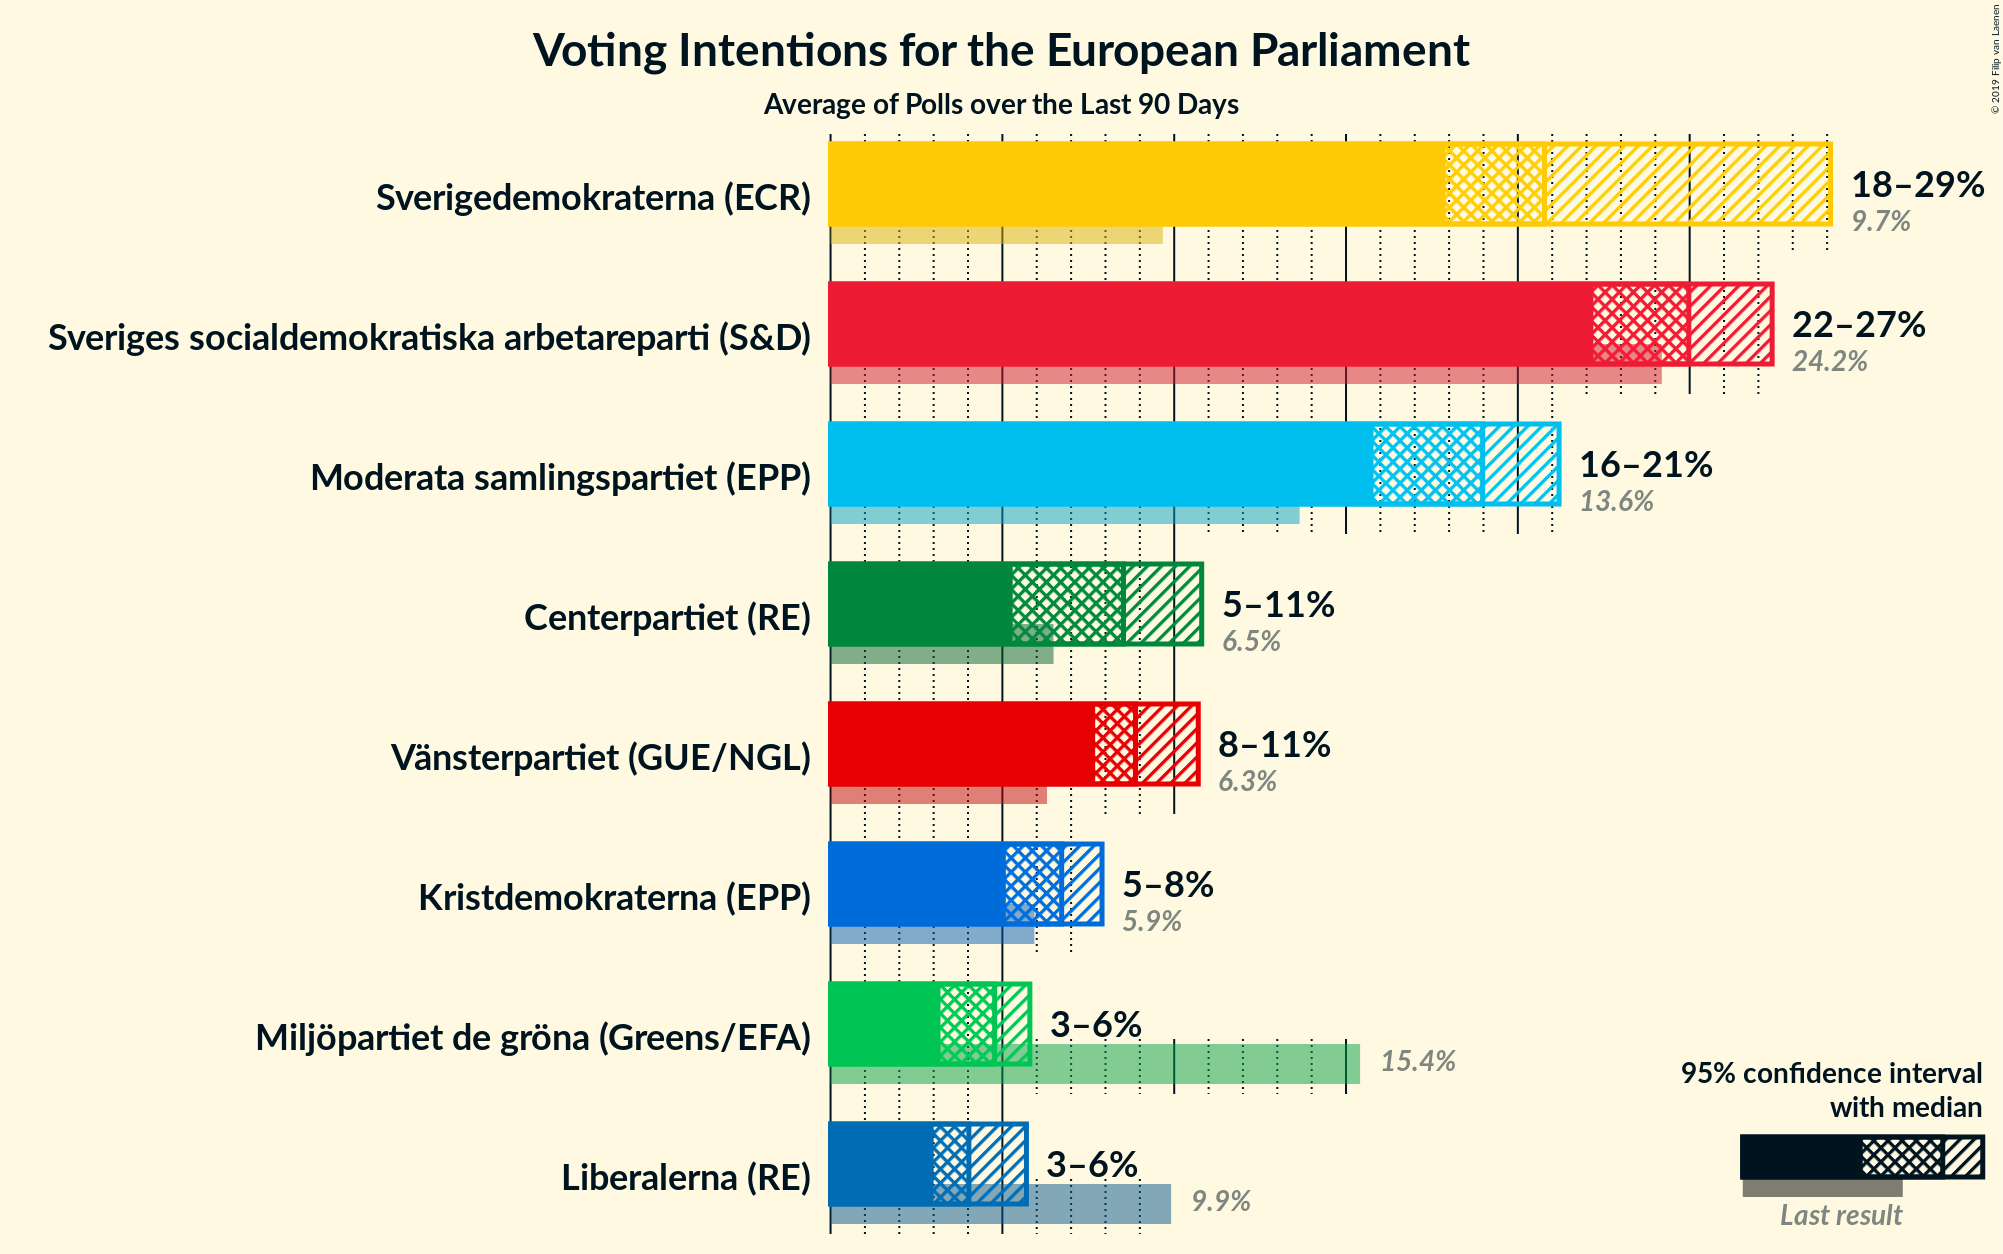 Voting Intentions for the European Parliament
Average of Polls over the Last 90 Days
© 2019 Filip van Laenen
Sverigedemokraterna (ECR)
18–29%
9.7%
Sveriges socialdemokratiska arbetareparti (S&D)
22–27%
24.2%
Moderata samlingspartiet (EPP)
16–21%
13.6%
Centerpartiet (RE)
5–11%
6.5%
Vänsterpartiet (GUE/NGL)
8–11%
6.3%
Kristdemokraterna (EPP)
5–8%
5.9%
Miljöpartiet de gröna (Greens/EFA)
3–6%
15.4%
Liberalerna (RE)
3–6%
9.9%
95% confidence interval
with median
Last result